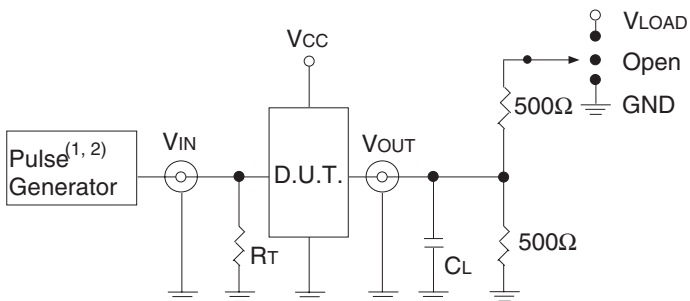 VLOAD
VCC
Open
500Ω
GND
Pulse(1, 2)
Generator
VIN
D.U.T.
VOUT
RT
CL
500Ω